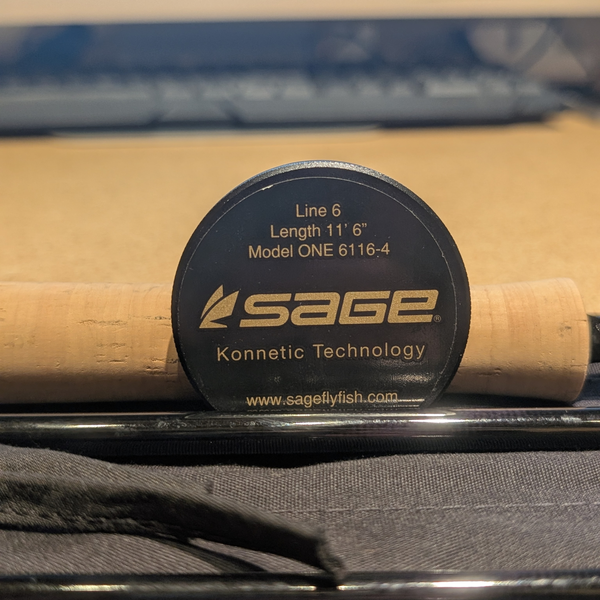 Line 6
Length 11' 6"
Model ONE 6116-4
SAGE®
Konnetic Technology
www.sageflyfish.com